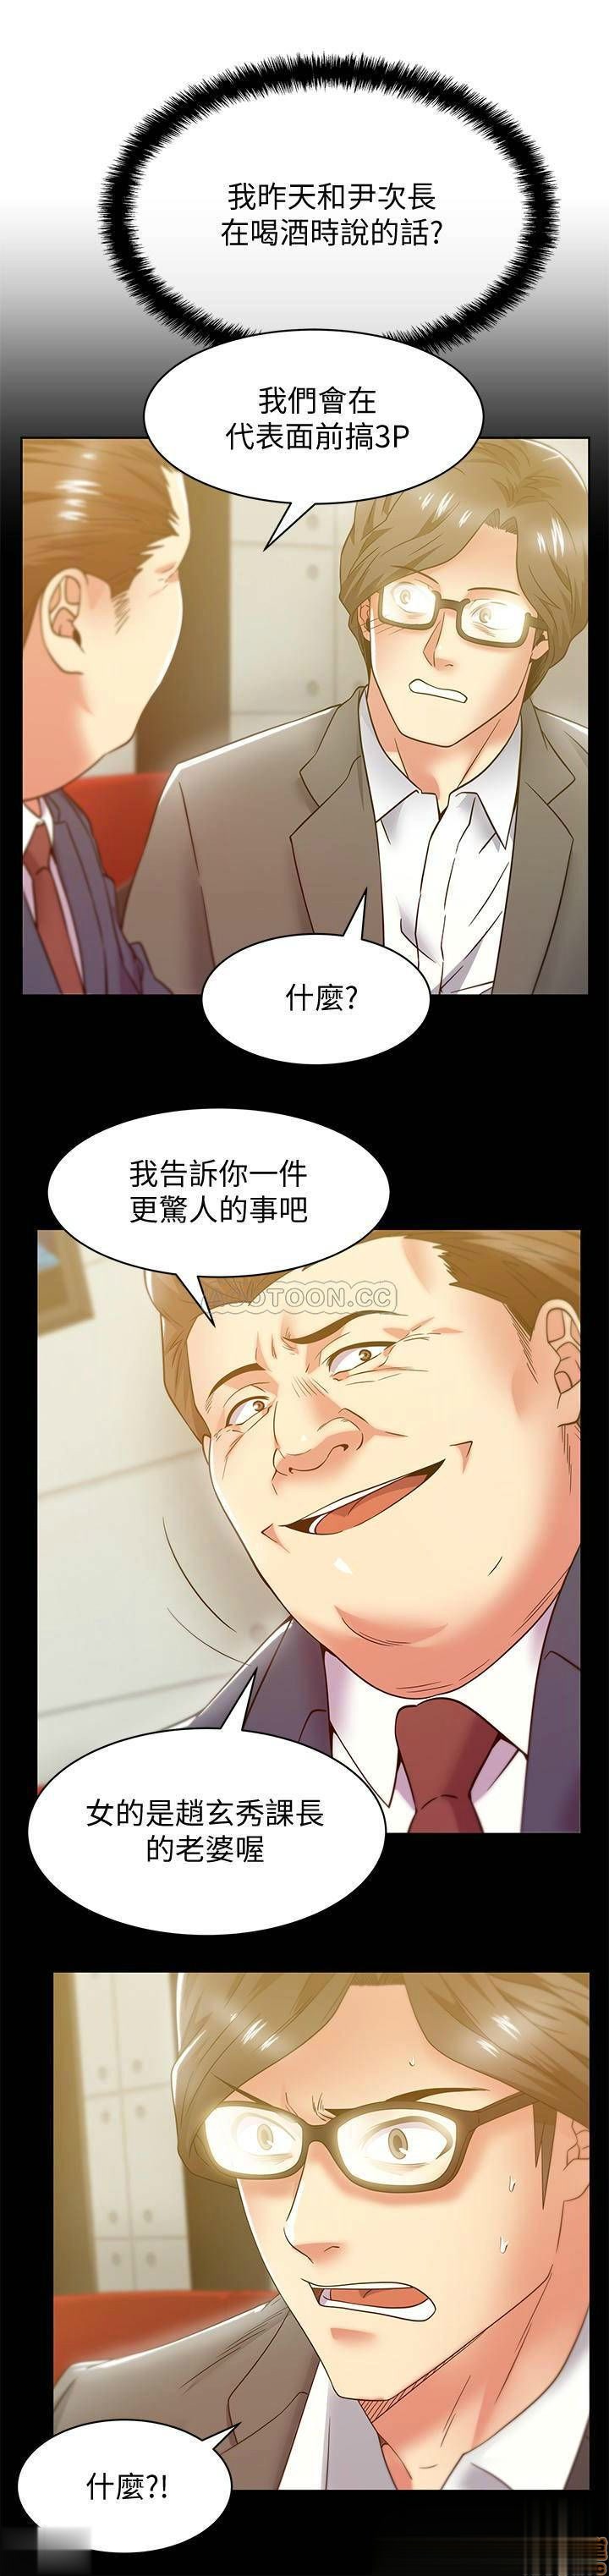 我昨天和尹次長
在喝酒時說的話?
我們會在
代表面前搞3P
什麼?
我告訴你一件
更驚人的事吧
女的是趙玄秀課長
的老婆喔
什麼?!